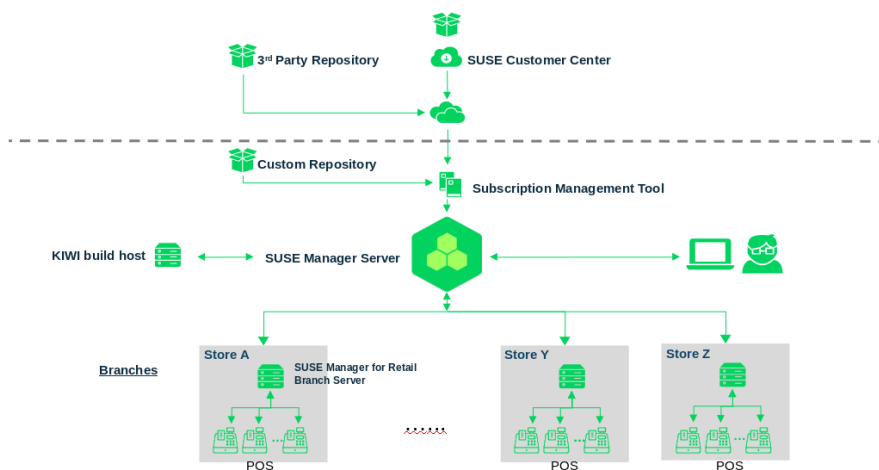 3rd Party Repository
SUSE Customer Center
Custom Repository
Subscription Management Tool
KIWI build host
SUSE Manager Server
Branches
Store A
SUSE Manager for Retail
Branch Server
...
POS
......
Store Y
...
POS
Store Z
...
POS